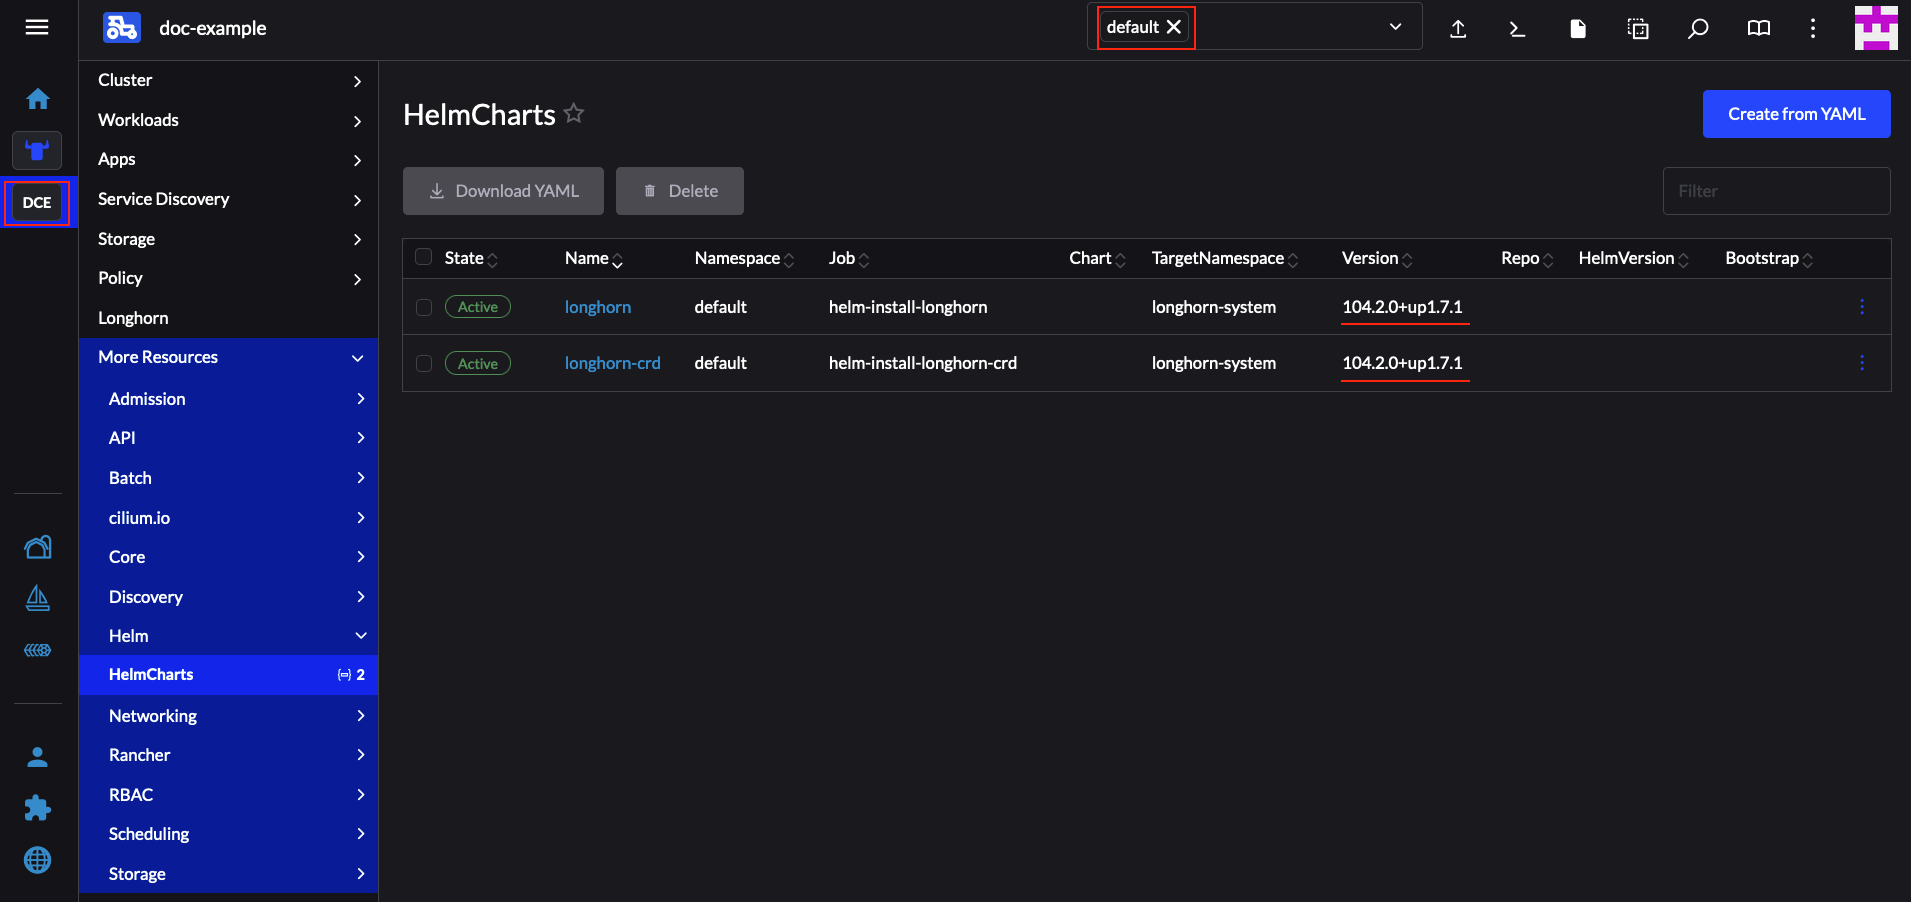 doc-example
default
DCE
Cluster
Workloads
Apps
Service Discovery
Storage
Policy
Longhorn
More Resources
Admission
API
Batch
cilium.io
Core
Discovery
Helm
HelmCharts 2
Networking
Rancher
RBAC
Scheduling
Storage
HelmCharts
Create from YAML
Download YAML Delete Filter
State Name Namespace Job Chart TargetNamespace Version Repo HelmVersion Bootstrap
Active longhorn default helm-install-longhorn longhorn-system 104.2.0+up1.7.1
Active longhorn-crd default helm-install-longhorn-crd longhorn-system 104.2.0+up1.7.1